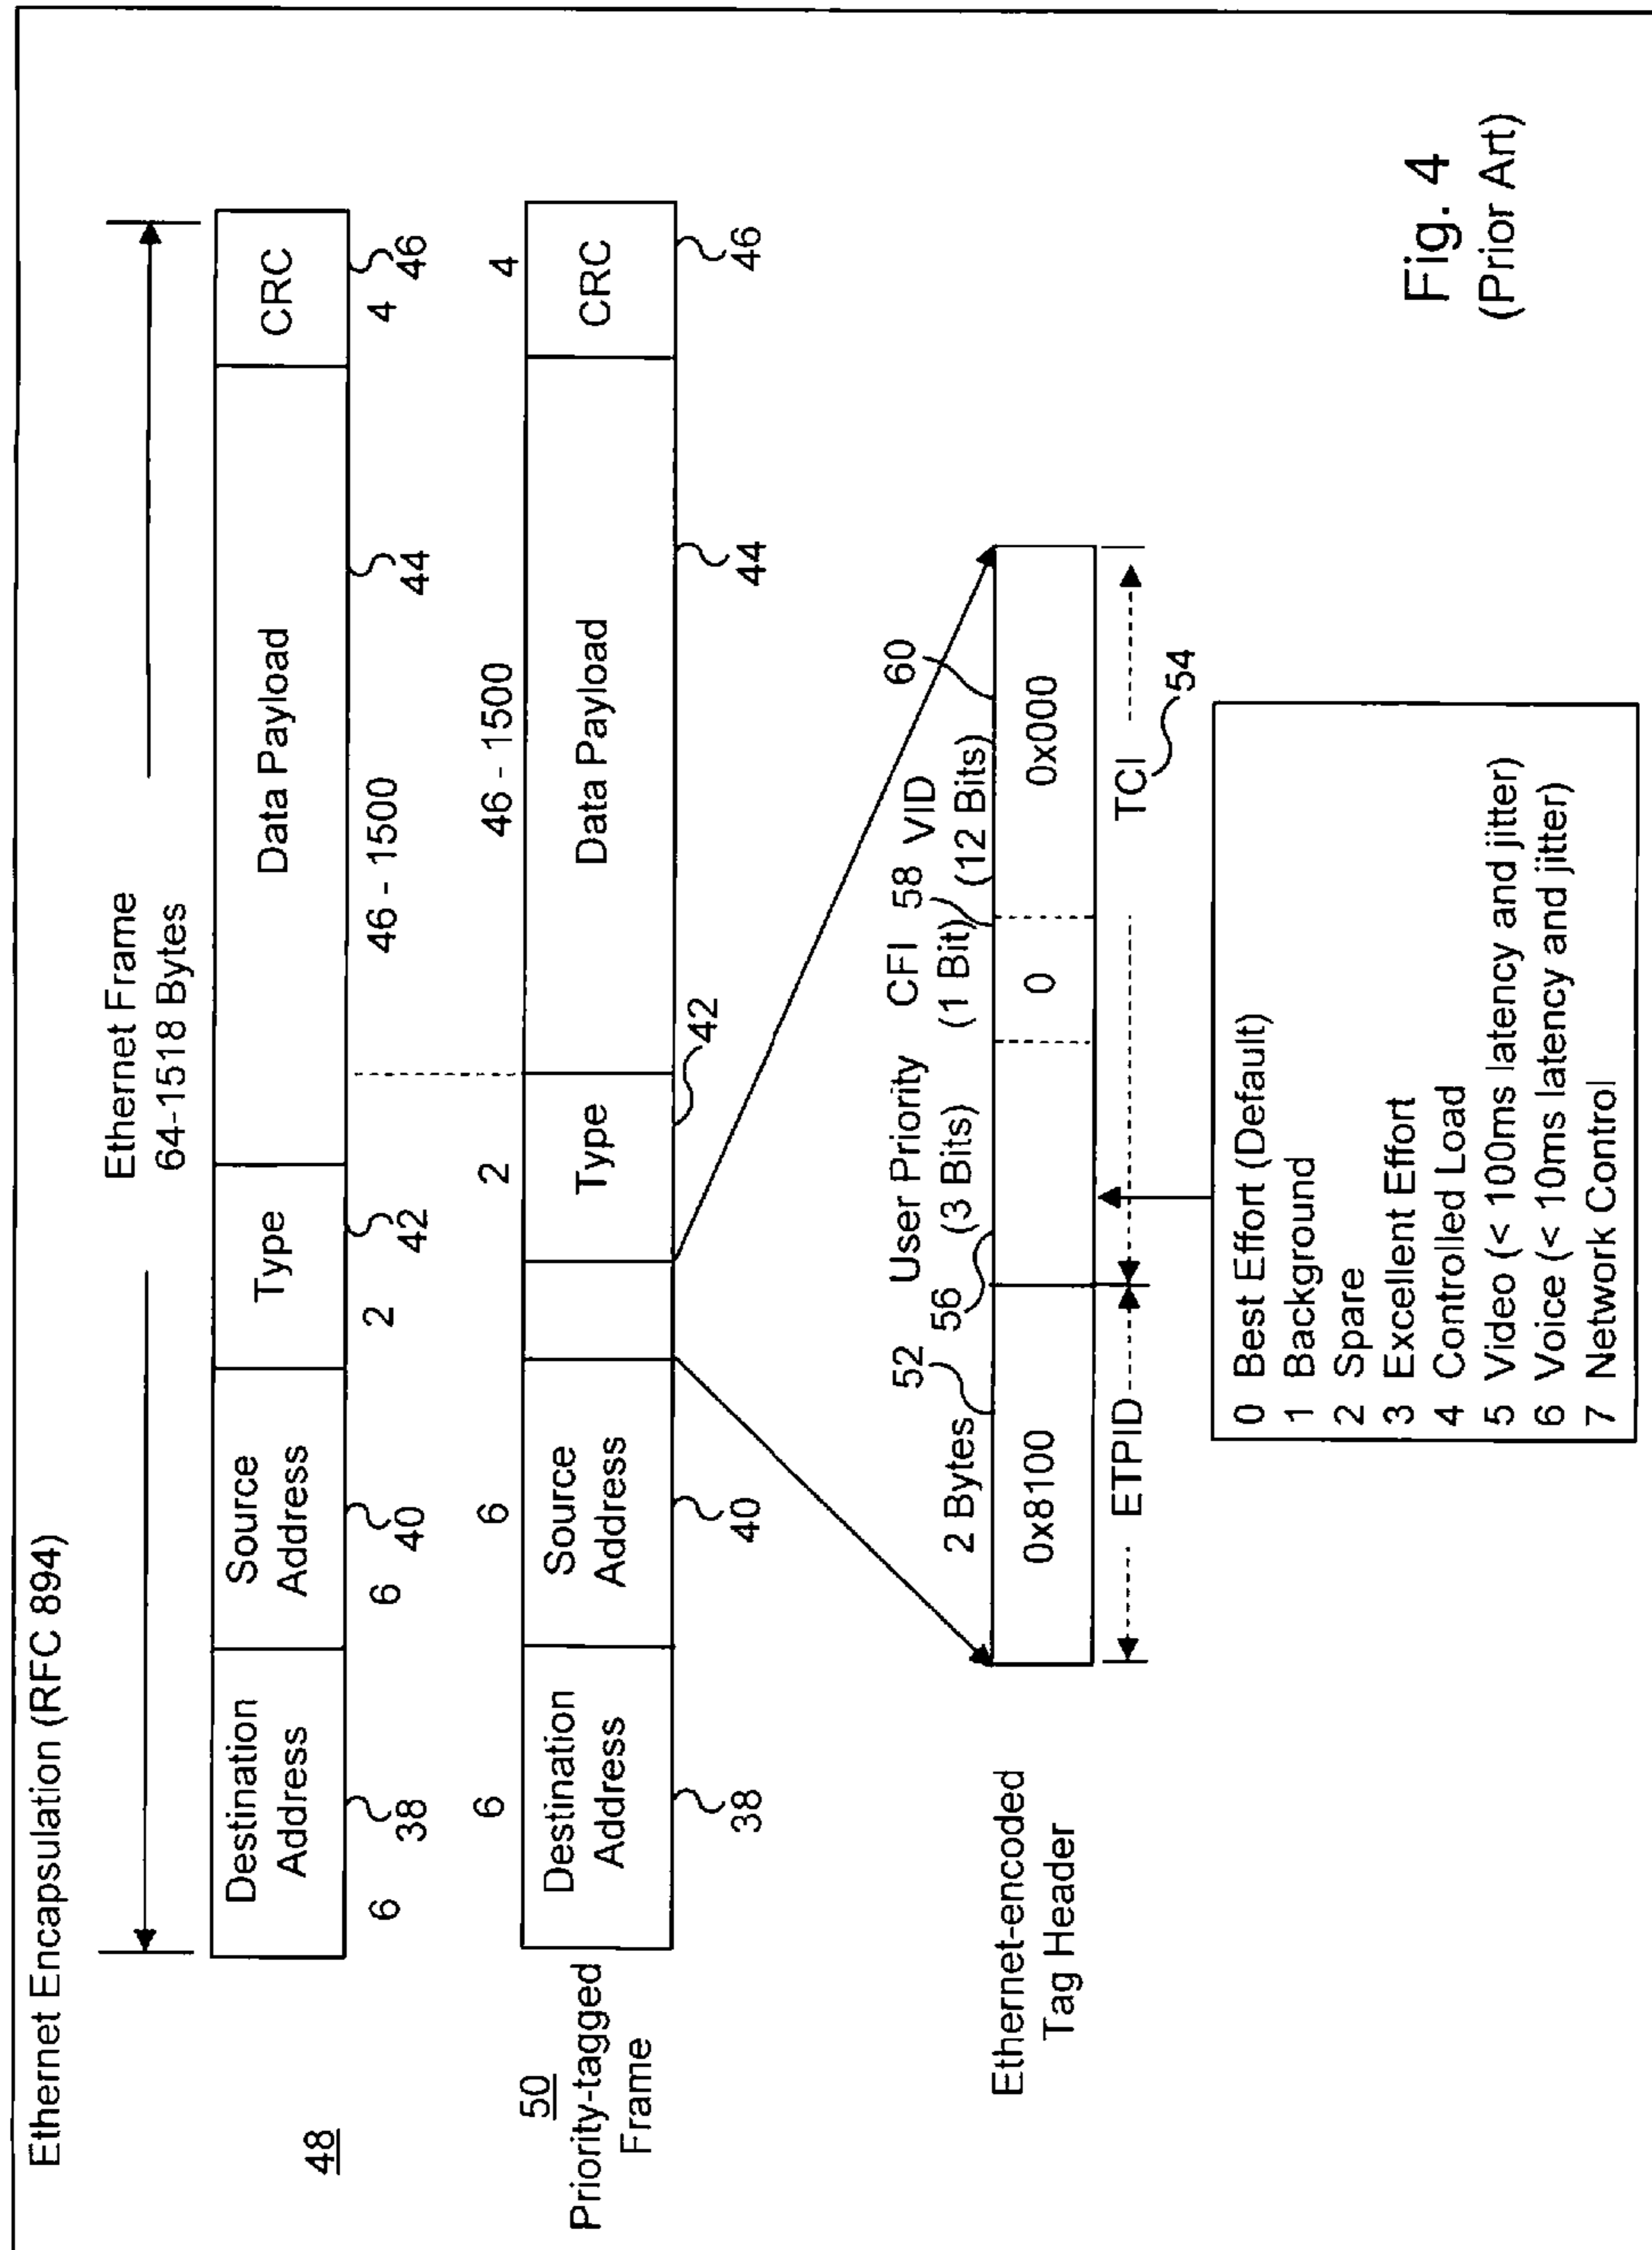 Ethernet Encapsulation (RFC 894)
Ethernet Frame
64-1518 Bytes
48
Destination Address
Source Address
Type
Data Payload
CRC
6
38
6
40
2
42
46 - 1500
44
4
46
50
Priority-tagged
Frame
6
6
2
46 - 1500
4
Destination Address
Source Address
Type
Data Payload
CRC
38
40
42
44
46
Ethernet-encoded
Tag Header
2 Bytes
52
56
User Priority
(3 Bits)
CFI
(1 Bit)
58
VID
(12 Bits)
60
0x8100
0
0x000
ETPID
TCI
54
0 Best Effort (Default)
1 Background
2 Spare
3 Excellent Effort
4 Controlled Load
5 Video (< 100ms latency and jitter)
6 Voice (< 10ms latency and jitter)
7 Network Control
Fig. 4
(Prior Art)